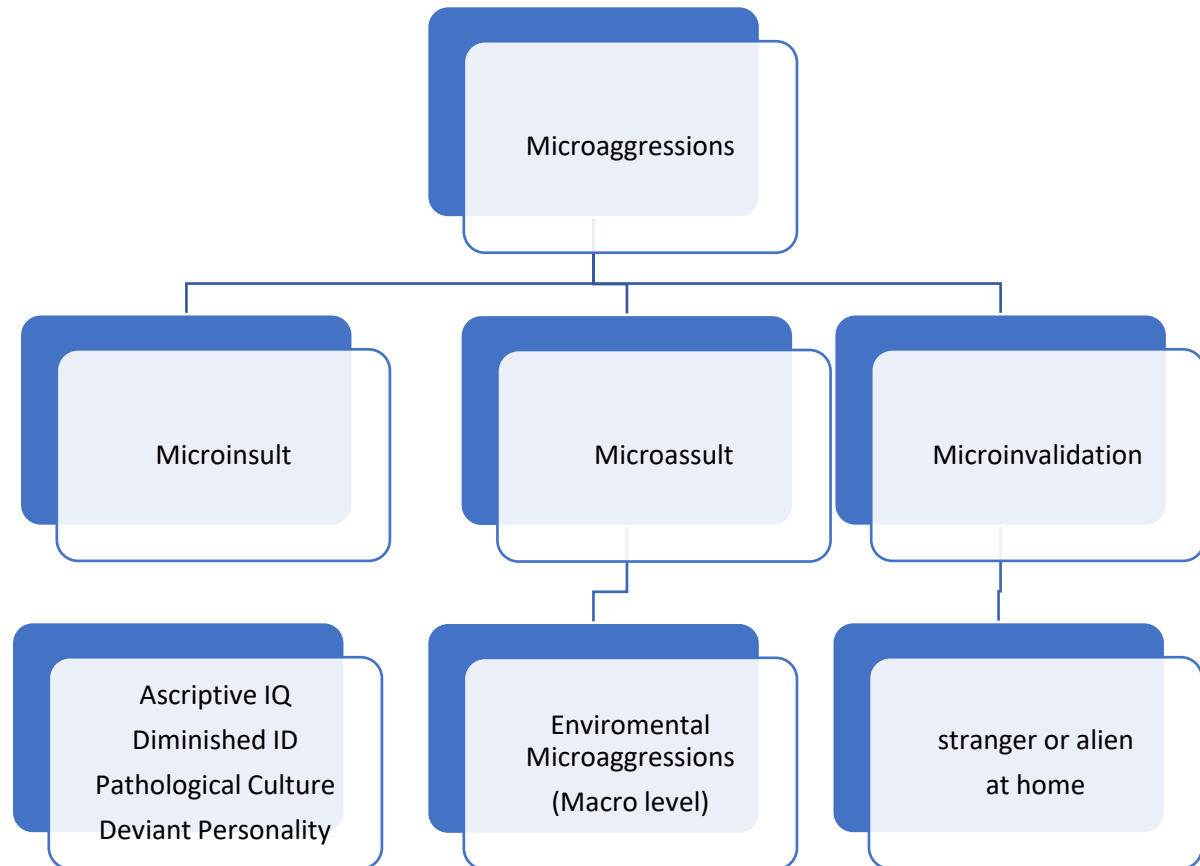 Microaggressions
Microinsult
Microassult
Microinvalidation
Ascriptive IQ
Diminished ID
Pathological Culture
Deviant Personality
Enviromental
Microaggressions
(Macro level)
stranger or alien
at home